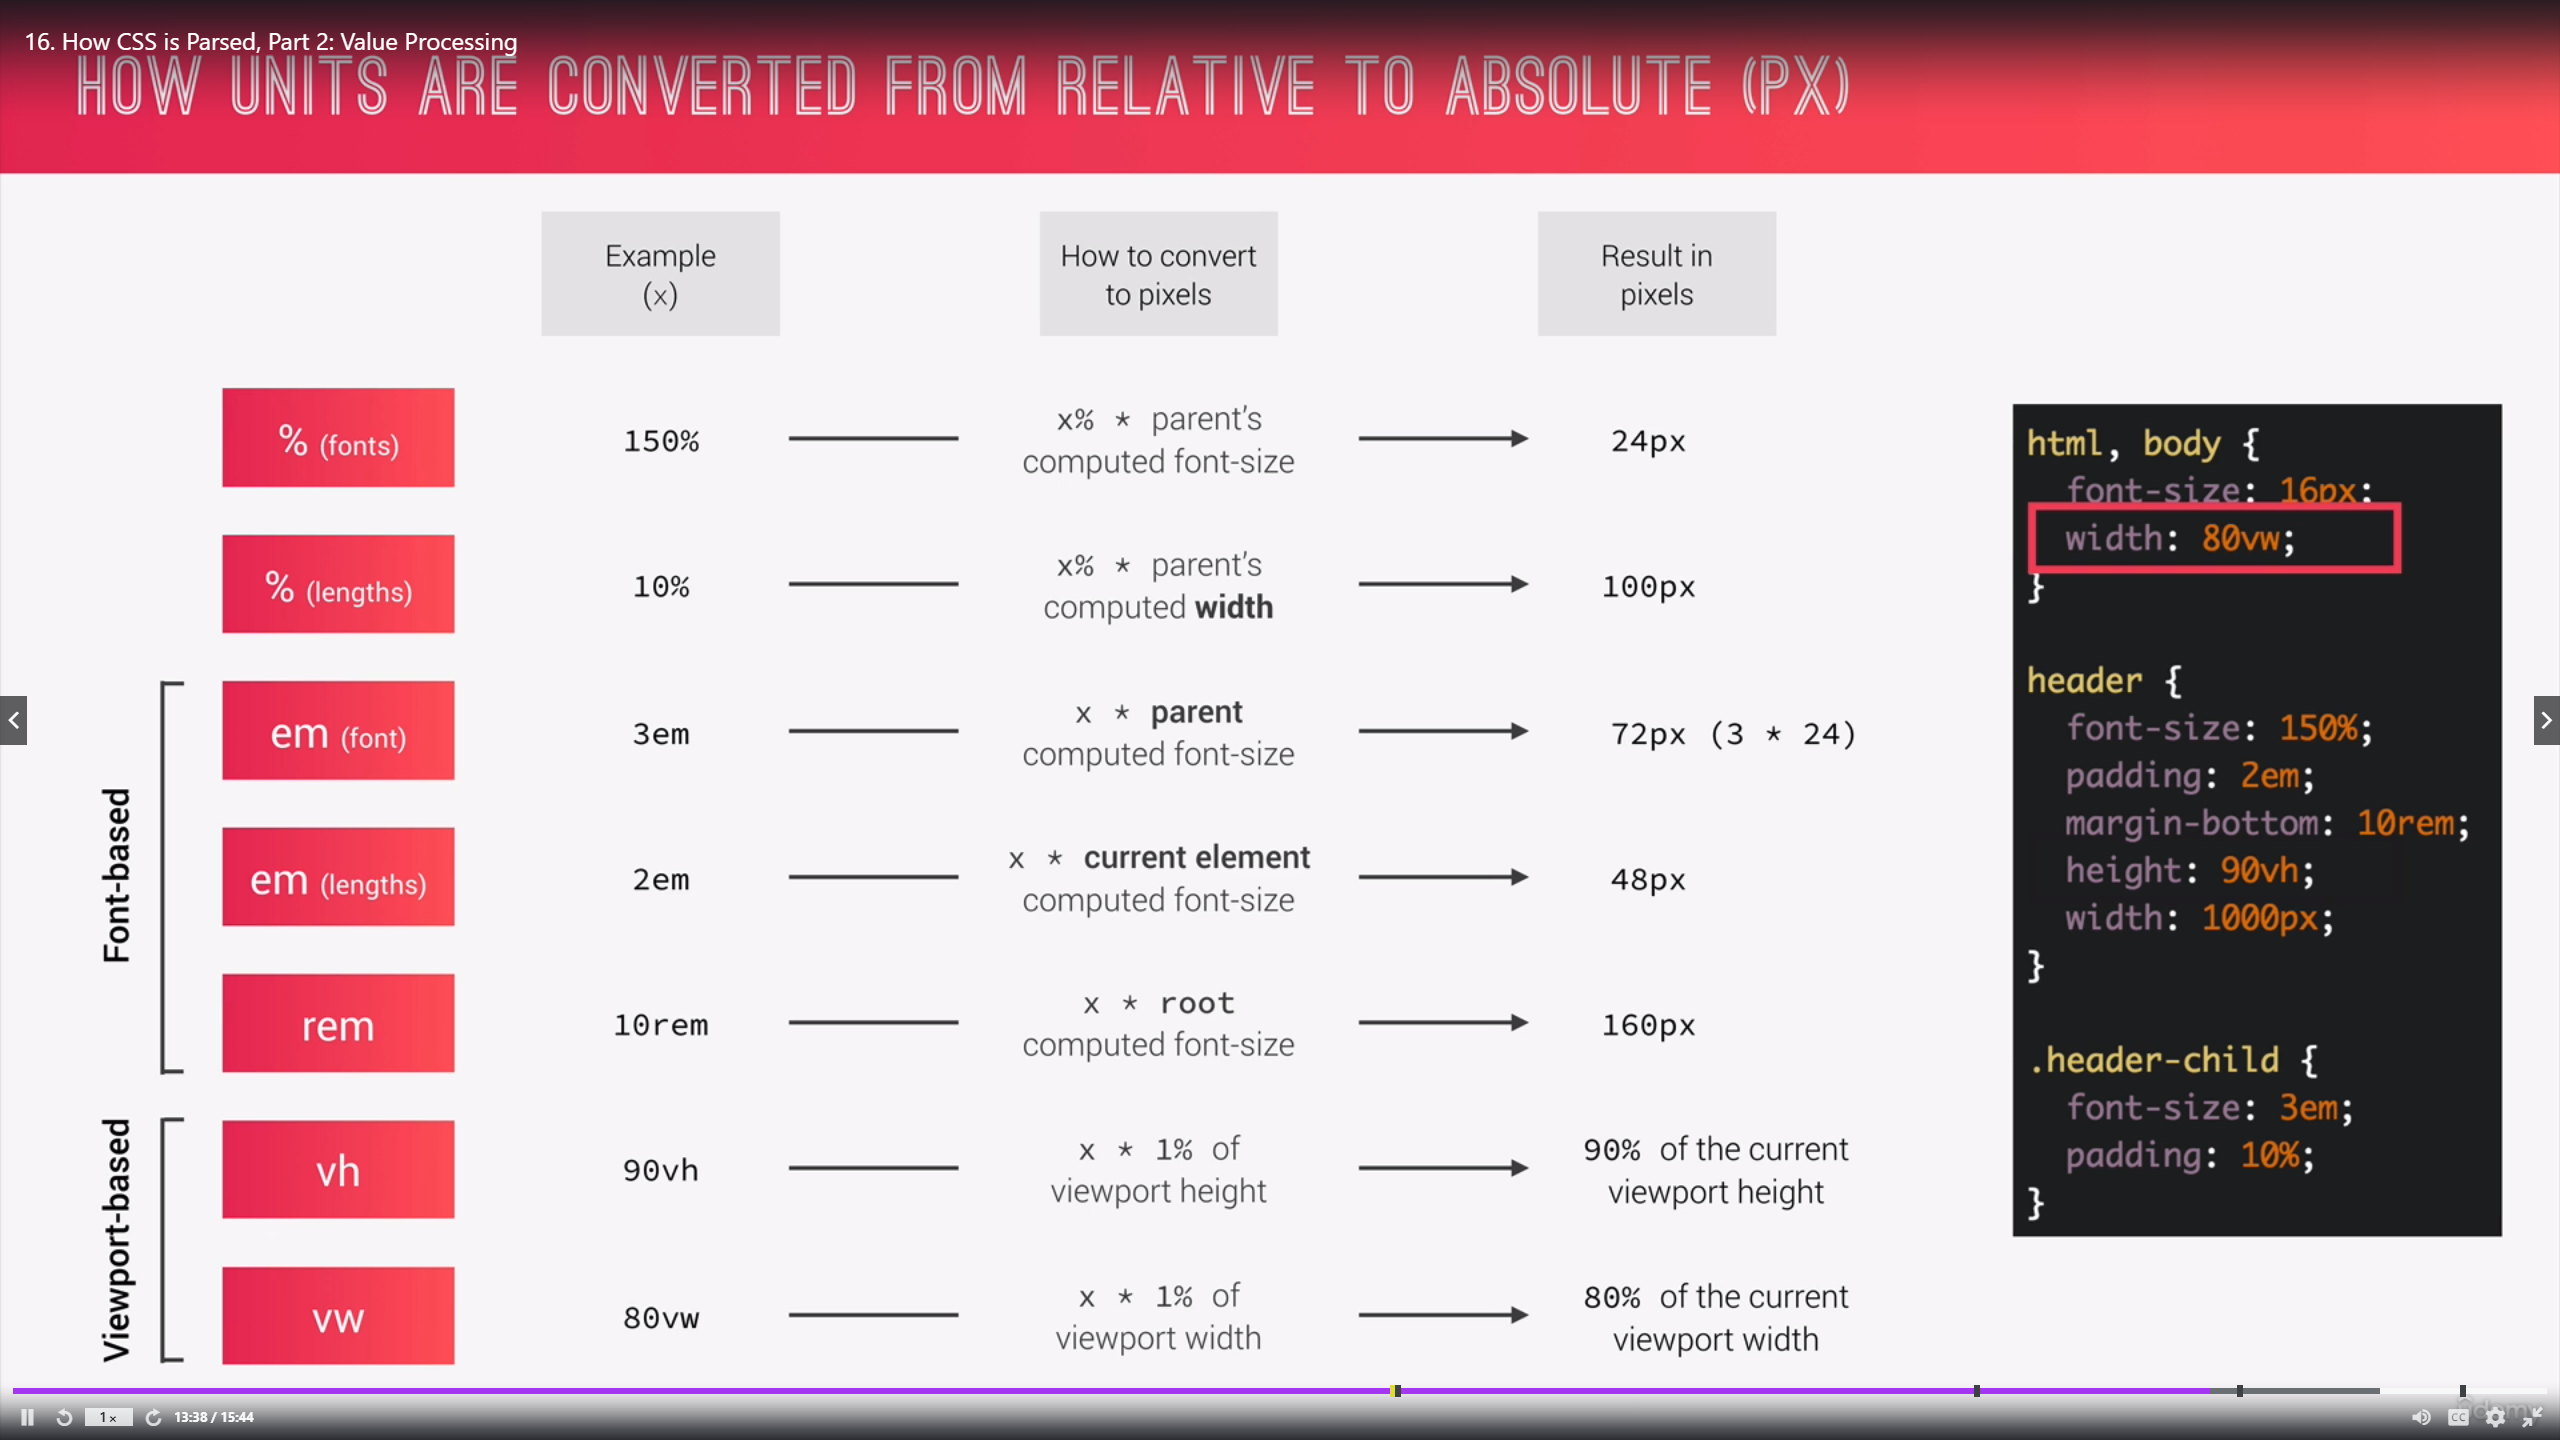 16. How CSS is Parsed, Part 2: Value Processing
HOW UNITS ARE CONVERTED FROM RELATIVE TO ABSOLUTE (PX)
Example
(x)
How to convert
to pixels
Result in
pixels
% (fonts)
150%
x% * parent's
computed font-size
24px
% (lengths)
10%
x% * parent's
computed width
100px
Font-based
em (font)
3em
x * parent
computed font-size
72px (3 * 24)
em (lengths)
2em
x * current element
computed font-size
48px
rem
10rem
x * root
computed font-size
160px
Viewport-based
vh
90vh
x * 1% of
viewport height
90% of the current
viewport height
vw
80vw
x * 1% of
viewport width
80% of the current
viewport width
html, body {
font-size: 16px;
width: 80vw;
}
header {
font-size: 150%;
padding: 2em;
margin-bottom: 10rem;
height: 90vh;
width: 1000px;
}
.header-child {
font-size: 3em;
padding: 10%;
}
1×
13:38 / 15:44
CC